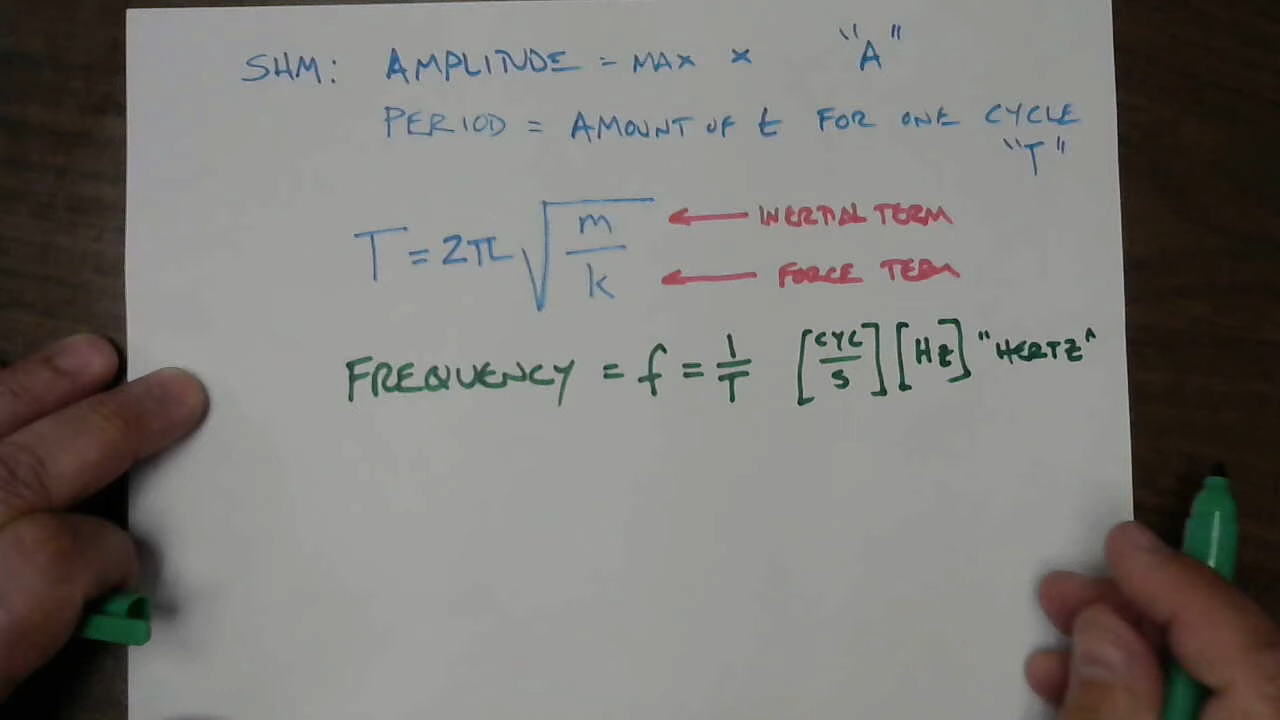 SHM: AMPLITUDE = MAX x "A"
PERIOD = AMOUNT OF t FOR ONE CYCLE
"T"
T = 2π √(m/k) ← INERTIAL TERM
← FORCE TERM
FREQUENCY = f = 1/T [CYC/S] [Hz] "HERTZ"